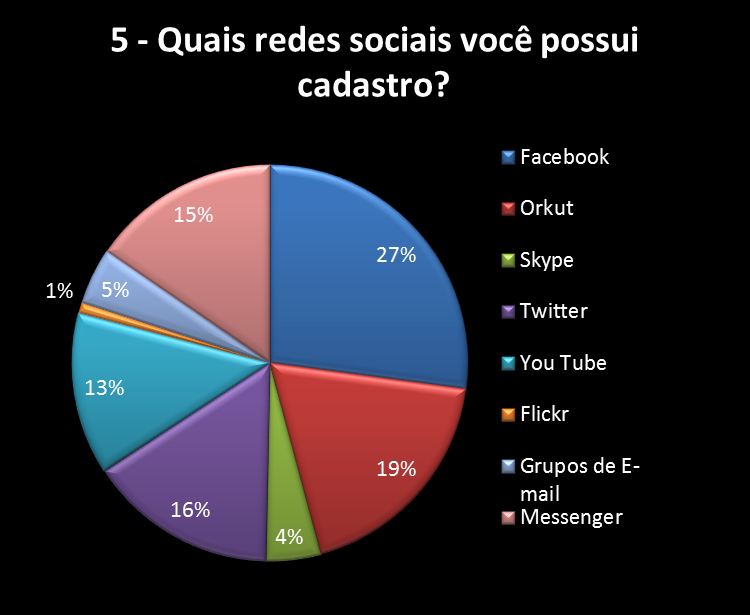 5 - Quais redes sociais você possui
cadastro?
Facebook
Orkut
Skype
Twitter
You Tube
Flickr
Grupos de E-
mail
Messenger
27%
19%
4%
16%
13%
1%
5%
15%